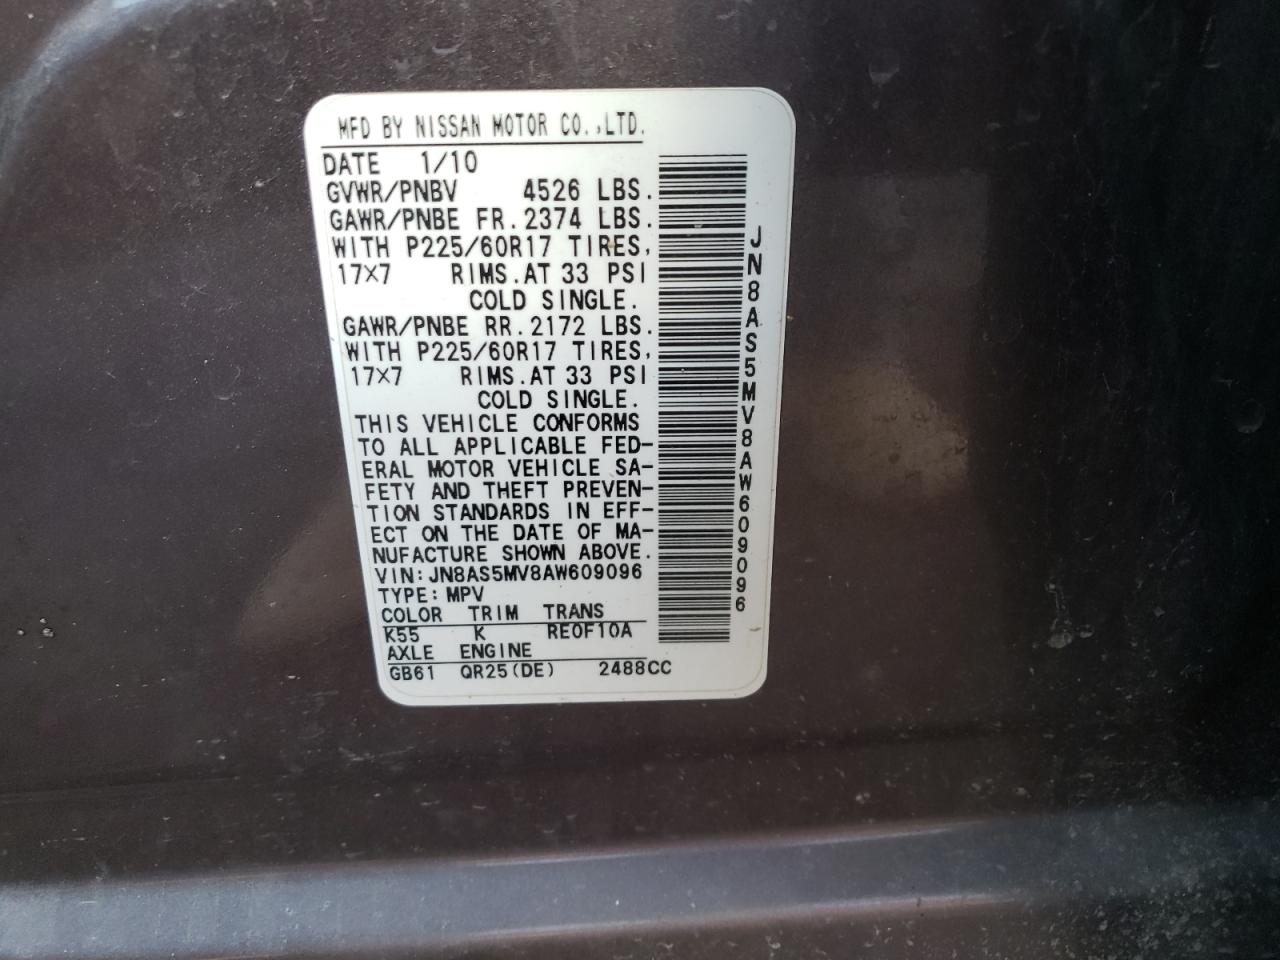 MFD BY NISSAN MOTOR CO.,LTD.
DATE 1/10
GVWR/PNBV 4526 LBS.
GAWR/PNBE FR.2374 LBS.
WITH P225/60R17 TIRES,
17×7 RIMS.AT 33 PSI
COLD SINGLE.
GAWR/PNBE RR.2172 LBS.
WITH P225/60R17 TIRES,
17×7 RIMS.AT 33 PSI
COLD SINGLE.
THIS VEHICLE CONFORMS
TO ALL APPLICABLE FED-
ERAL MOTOR VEHICLE SA-
FETY AND THEFT PREVEN-
TION STANDARDS IN EFF-
ECT ON THE DATE OF MA-
NUFACTURE SHOWN ABOVE.
VIN:JN8AS5MV8AW609096
TYPE:MPV
COLOR TRIM TRANS
K55 K RE0F10A
AXLE ENGINE
GB61 QR25(DE) 2488CC
JN8AS5MV8AW609096